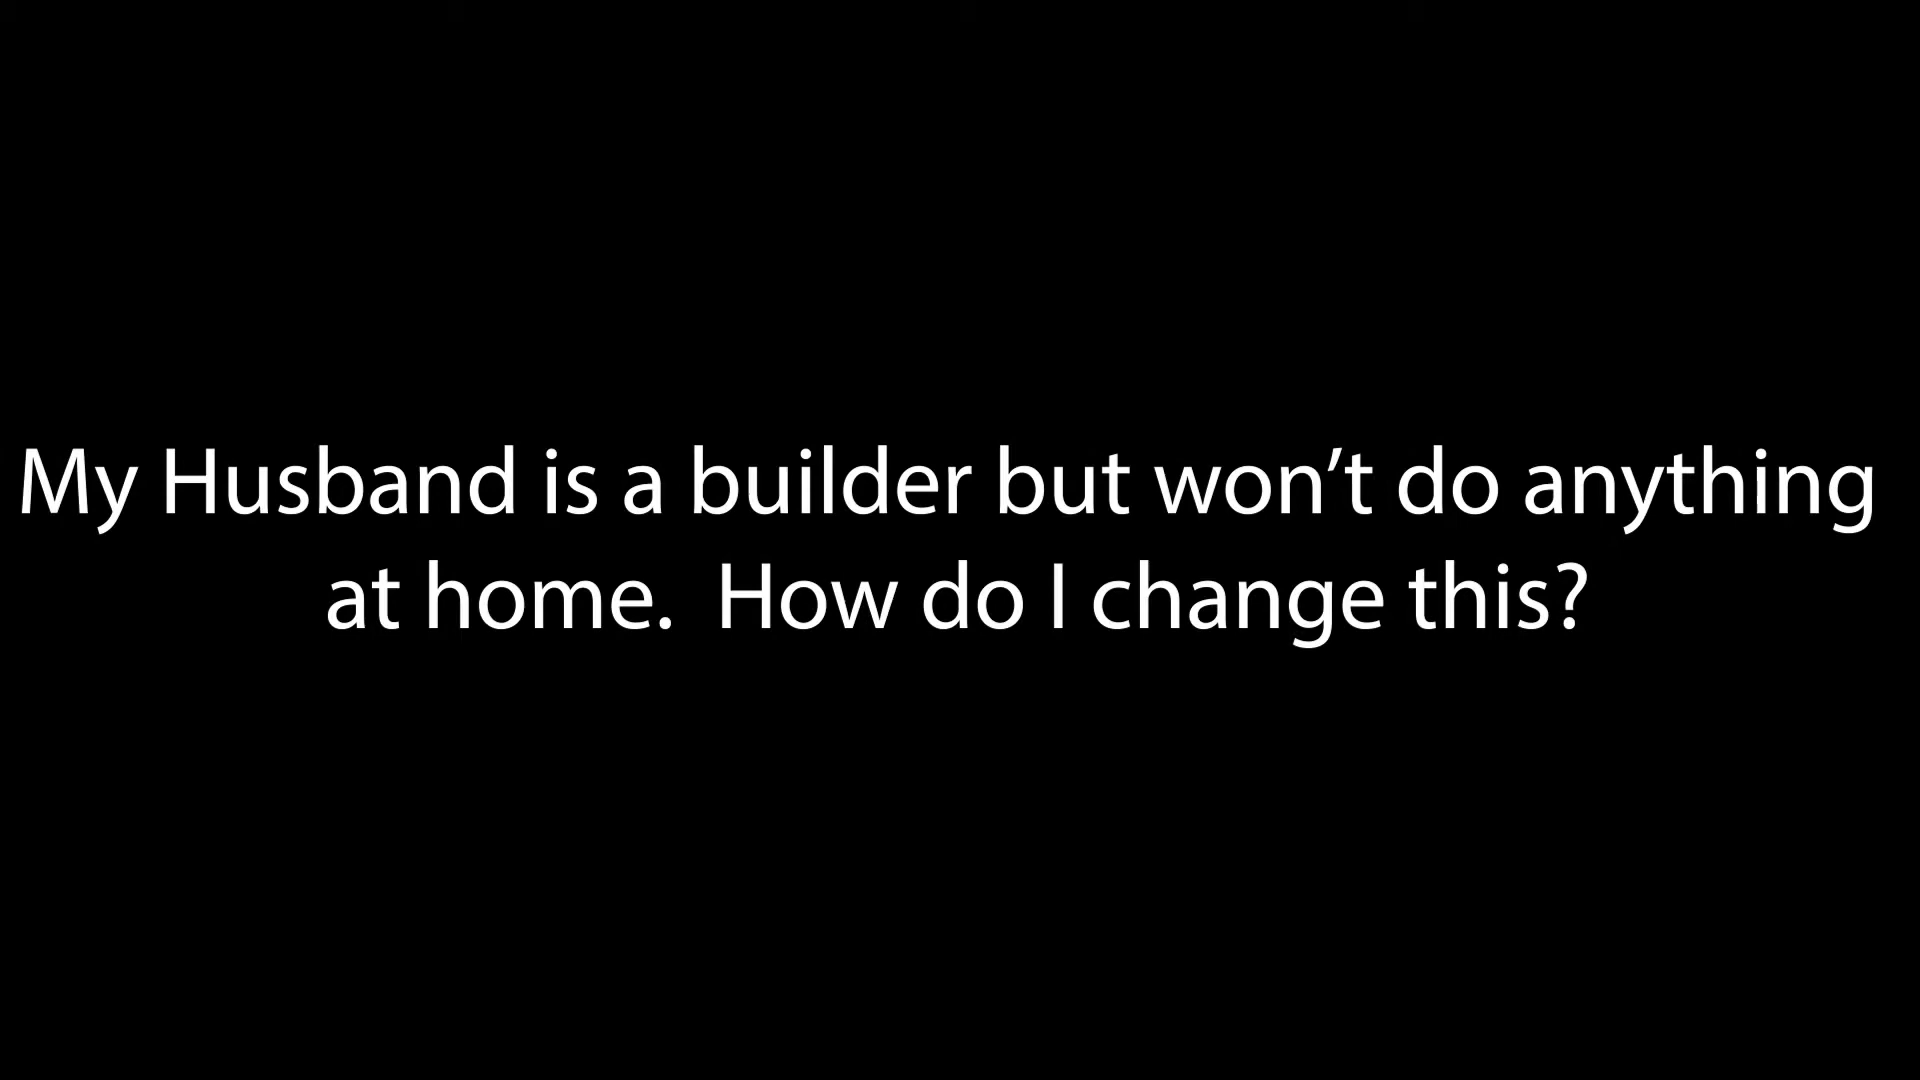 My Husband is a builder but won’t do anything
at home.  How do I change this?